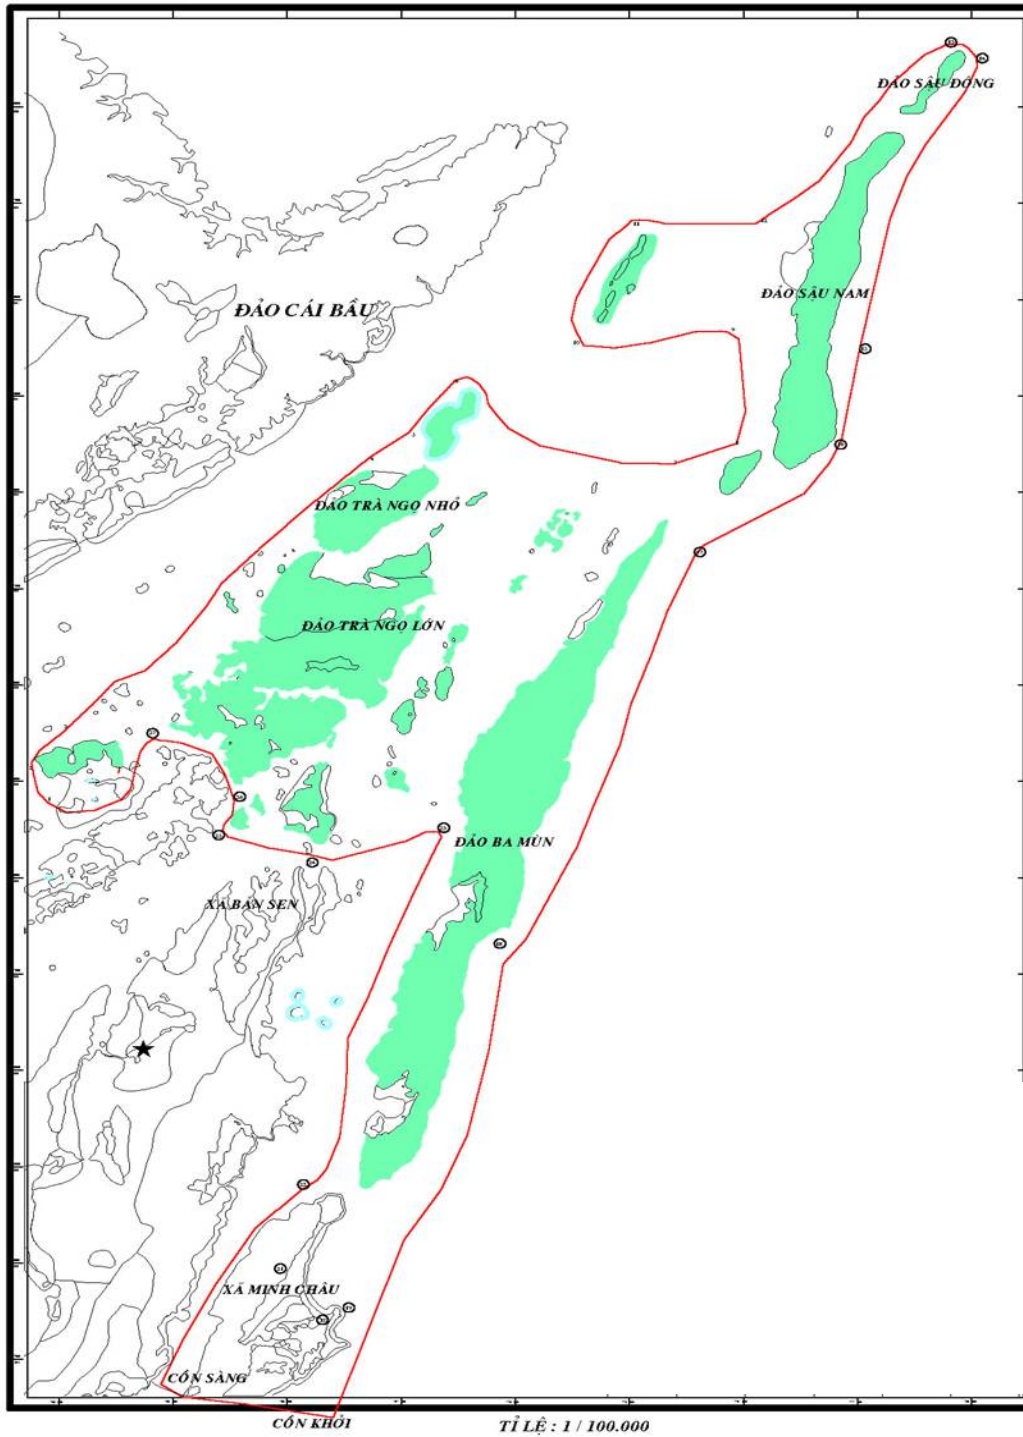 ĐẢO SẬU ĐÔNG
ĐẢO SẬU NAM
ĐẢO CÁI BẦU
ĐẢO TRÀ NGỌ NHỎ
ĐẢO TRÀ NGỌ LỚN
ĐẢO BA MÙN
XÃ BẢN SEN
XÃ MINH CHÂU
CỒN SÀNG
CỒN KHỞI
TỈ LỆ : 1 / 100.000